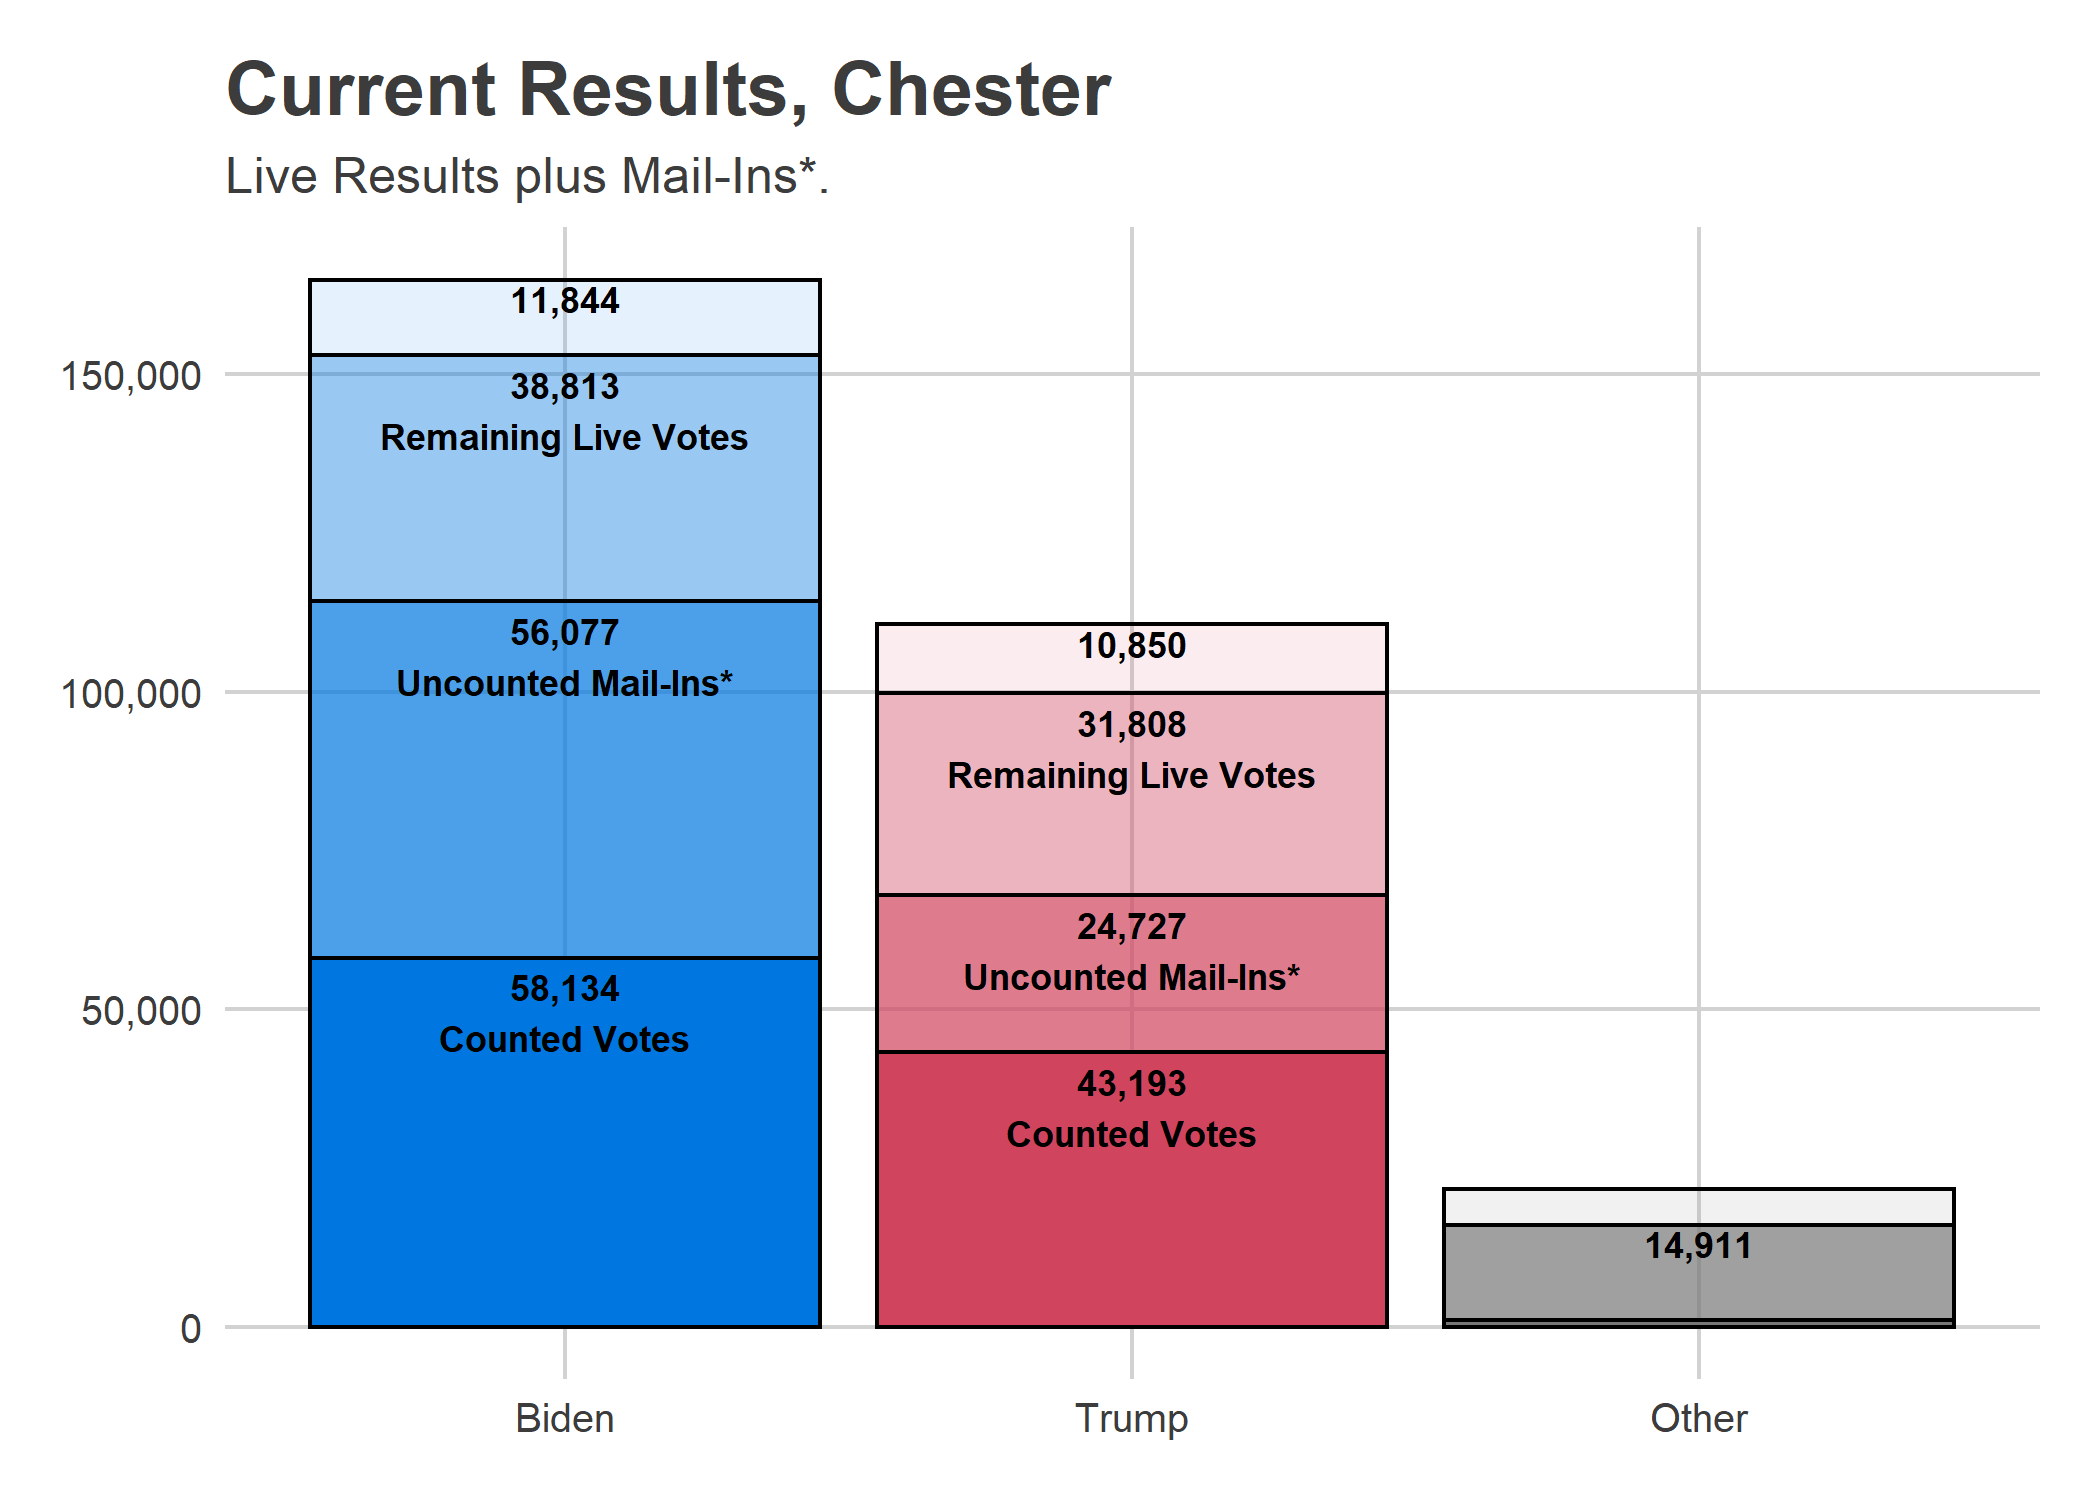 Current Results, Chester
Live Results plus Mail-Ins*.
150,000
100,000
50,000
0
11,844
38,813
Remaining Live Votes
56,077
Uncounted Mail-Ins*
58,134
Counted Votes
10,850
31,808
Remaining Live Votes
24,727
Uncounted Mail-Ins*
43,193
Counted Votes
14,911
Biden
Trump
Other